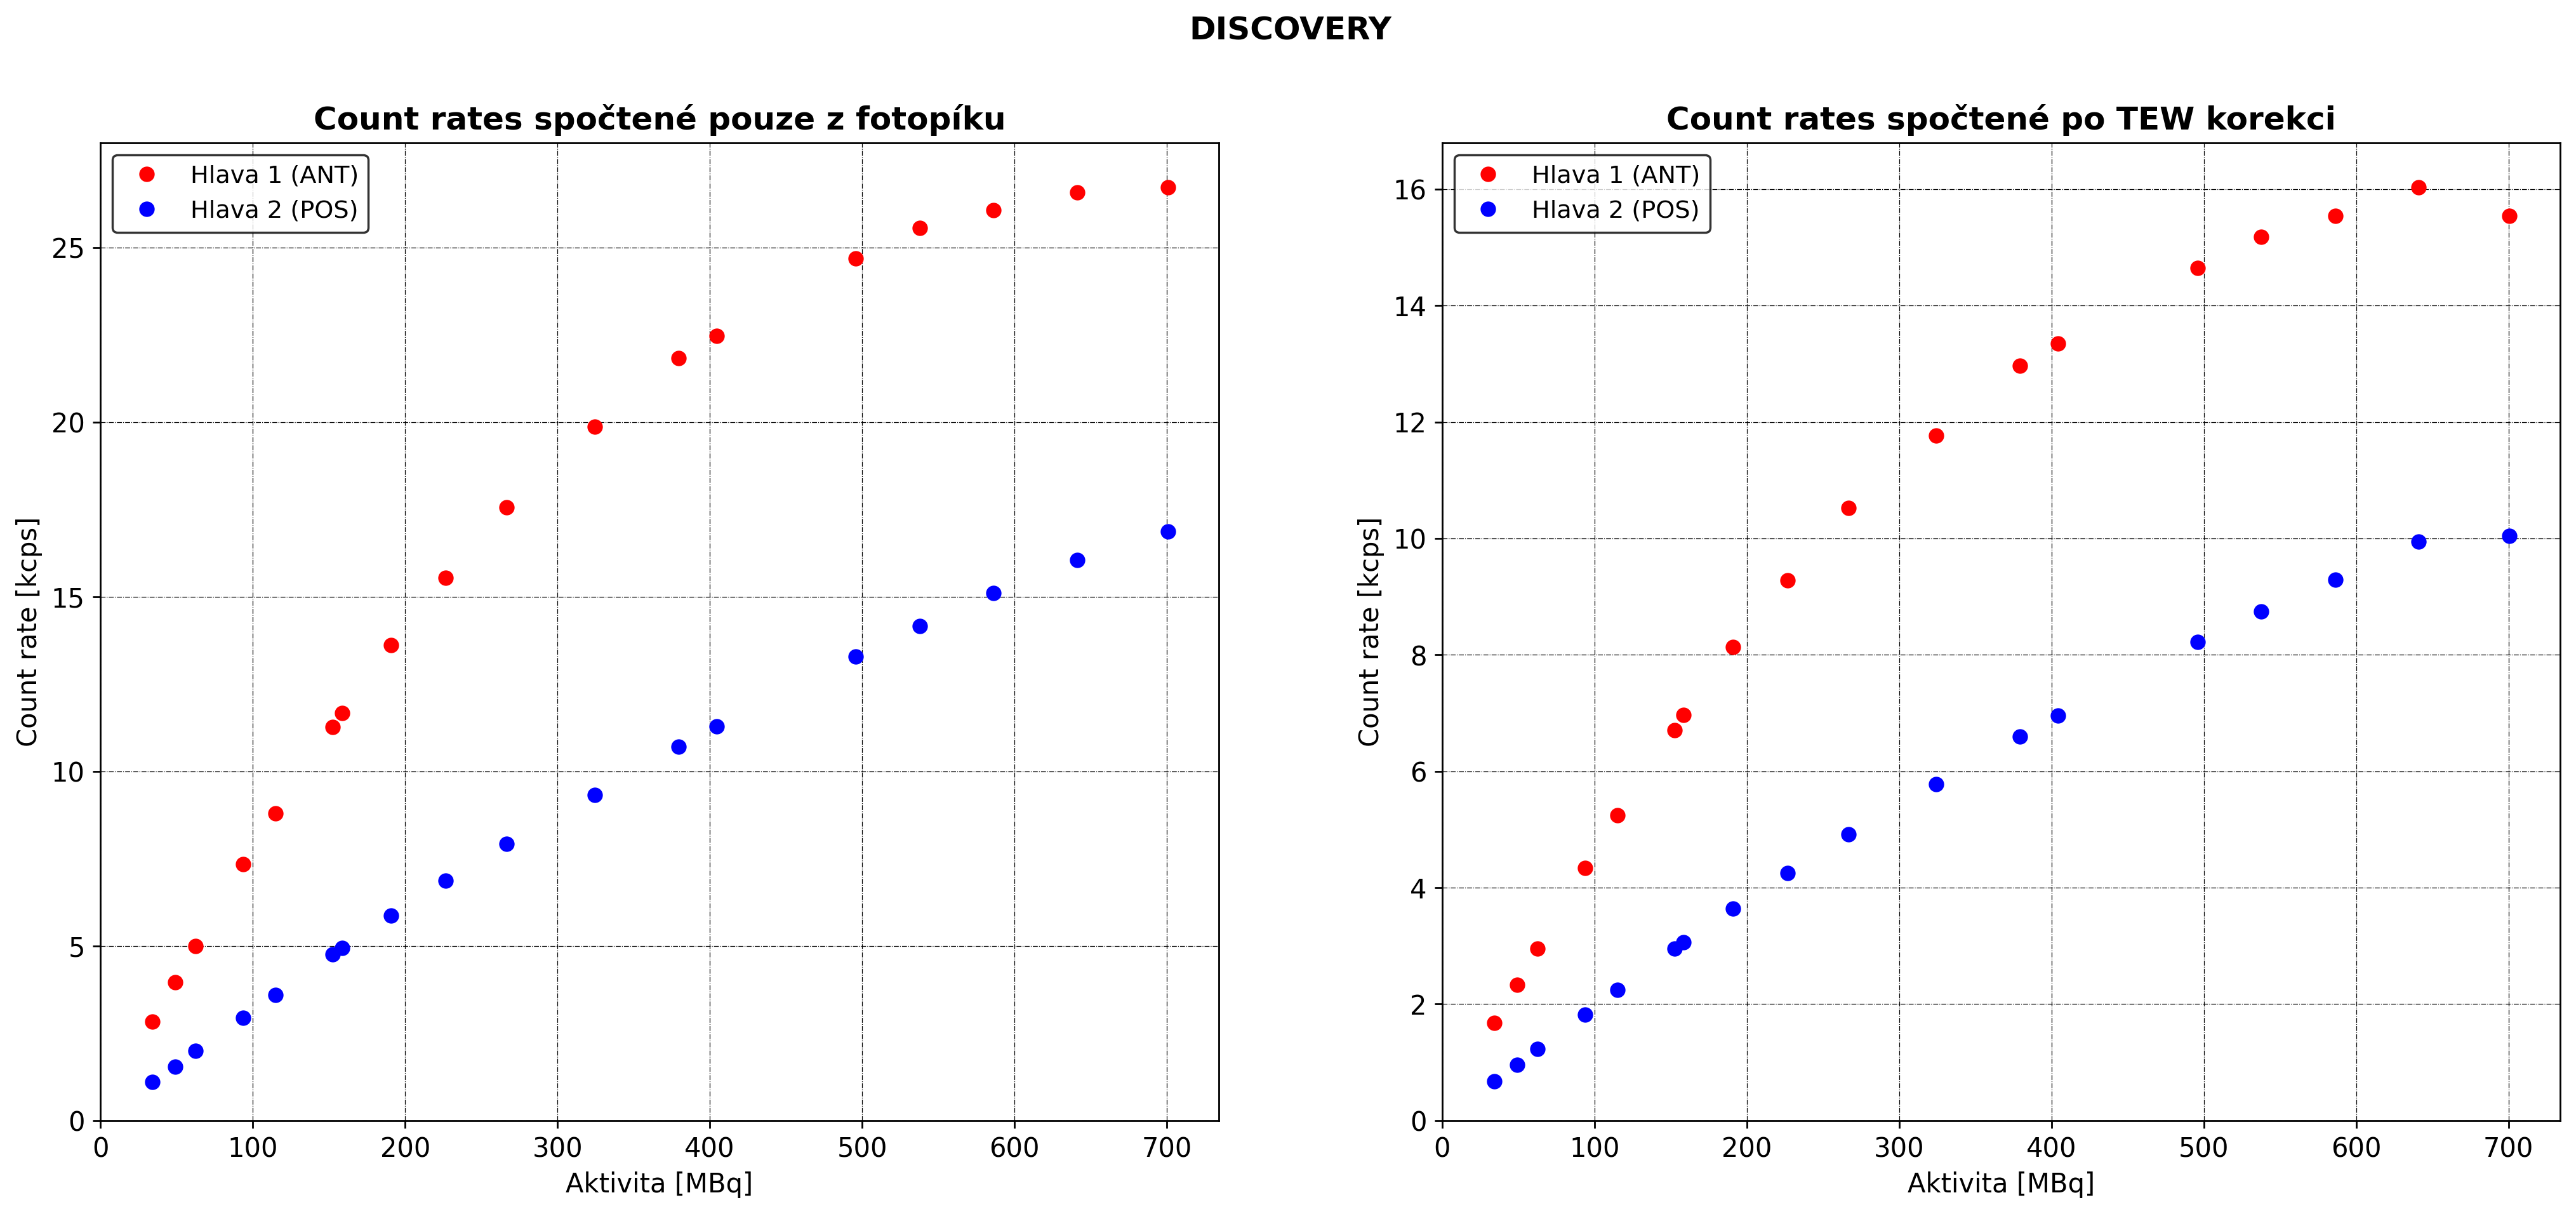 DISCOVERY
Count rates spočtené pouze z fotopíku
Hlava 1 (ANT)
Hlava 2 (POS)
Count rate [kcps]
25
20
15
10
5
0
0 100 200 300 400 500 600 700
Aktivita [MBq]
Count rates spočtené po TEW korekci
Hlava 1 (ANT)
Hlava 2 (POS)
Count rate [kcps]
16
14
12
10
8
6
4
2
0
0 100 200 300 400 500 600 700
Aktivita [MBq]